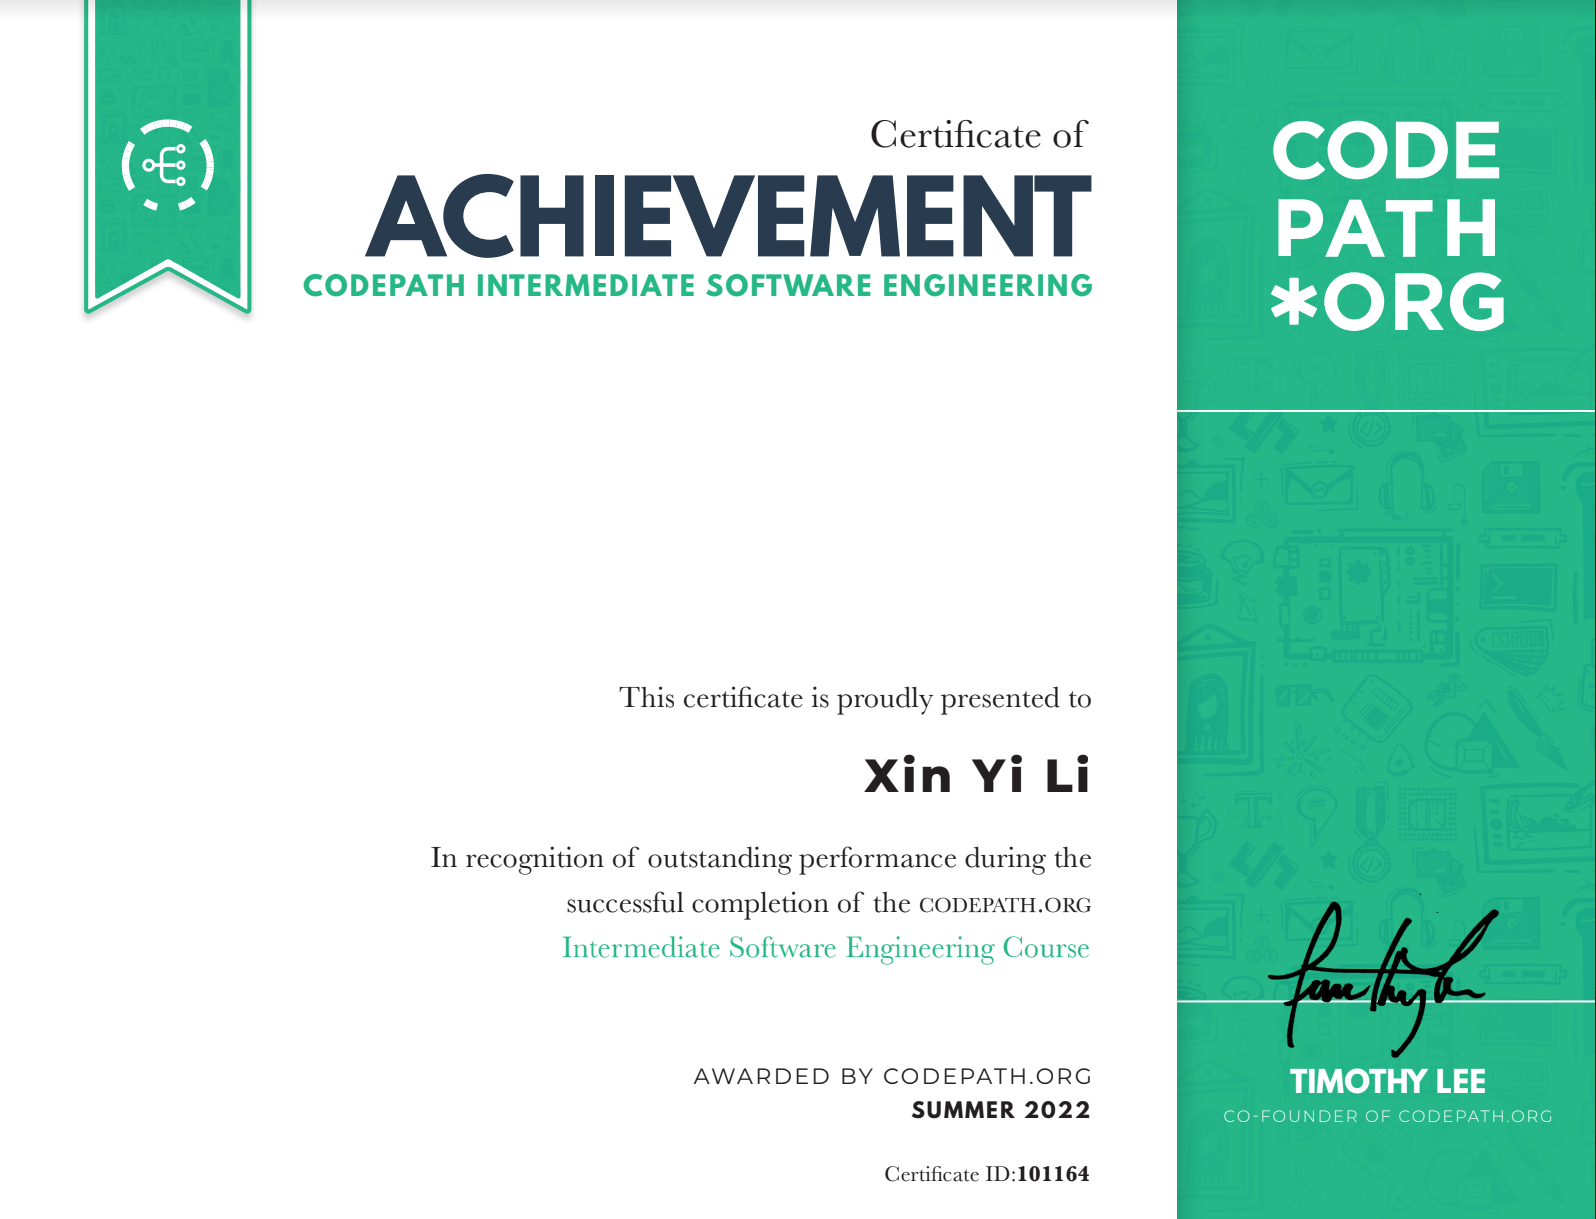 Certificate of
ACHIEVEMENT
CODEPATH INTERMEDIATE SOFTWARE ENGINEERING
This certificate is proudly presented to
Xin Yi Li
In recognition of outstanding performance during the
successful completion of the CODEPATH.ORG
Intermediate Software Engineering Course
AWARDED BY CODEPATH.ORG
SUMMER 2022
Certificate ID:101164
CODE
PATH
*ORG
TIMOTHY LEE
CO-FOUNDER OF CODEPATH.ORG